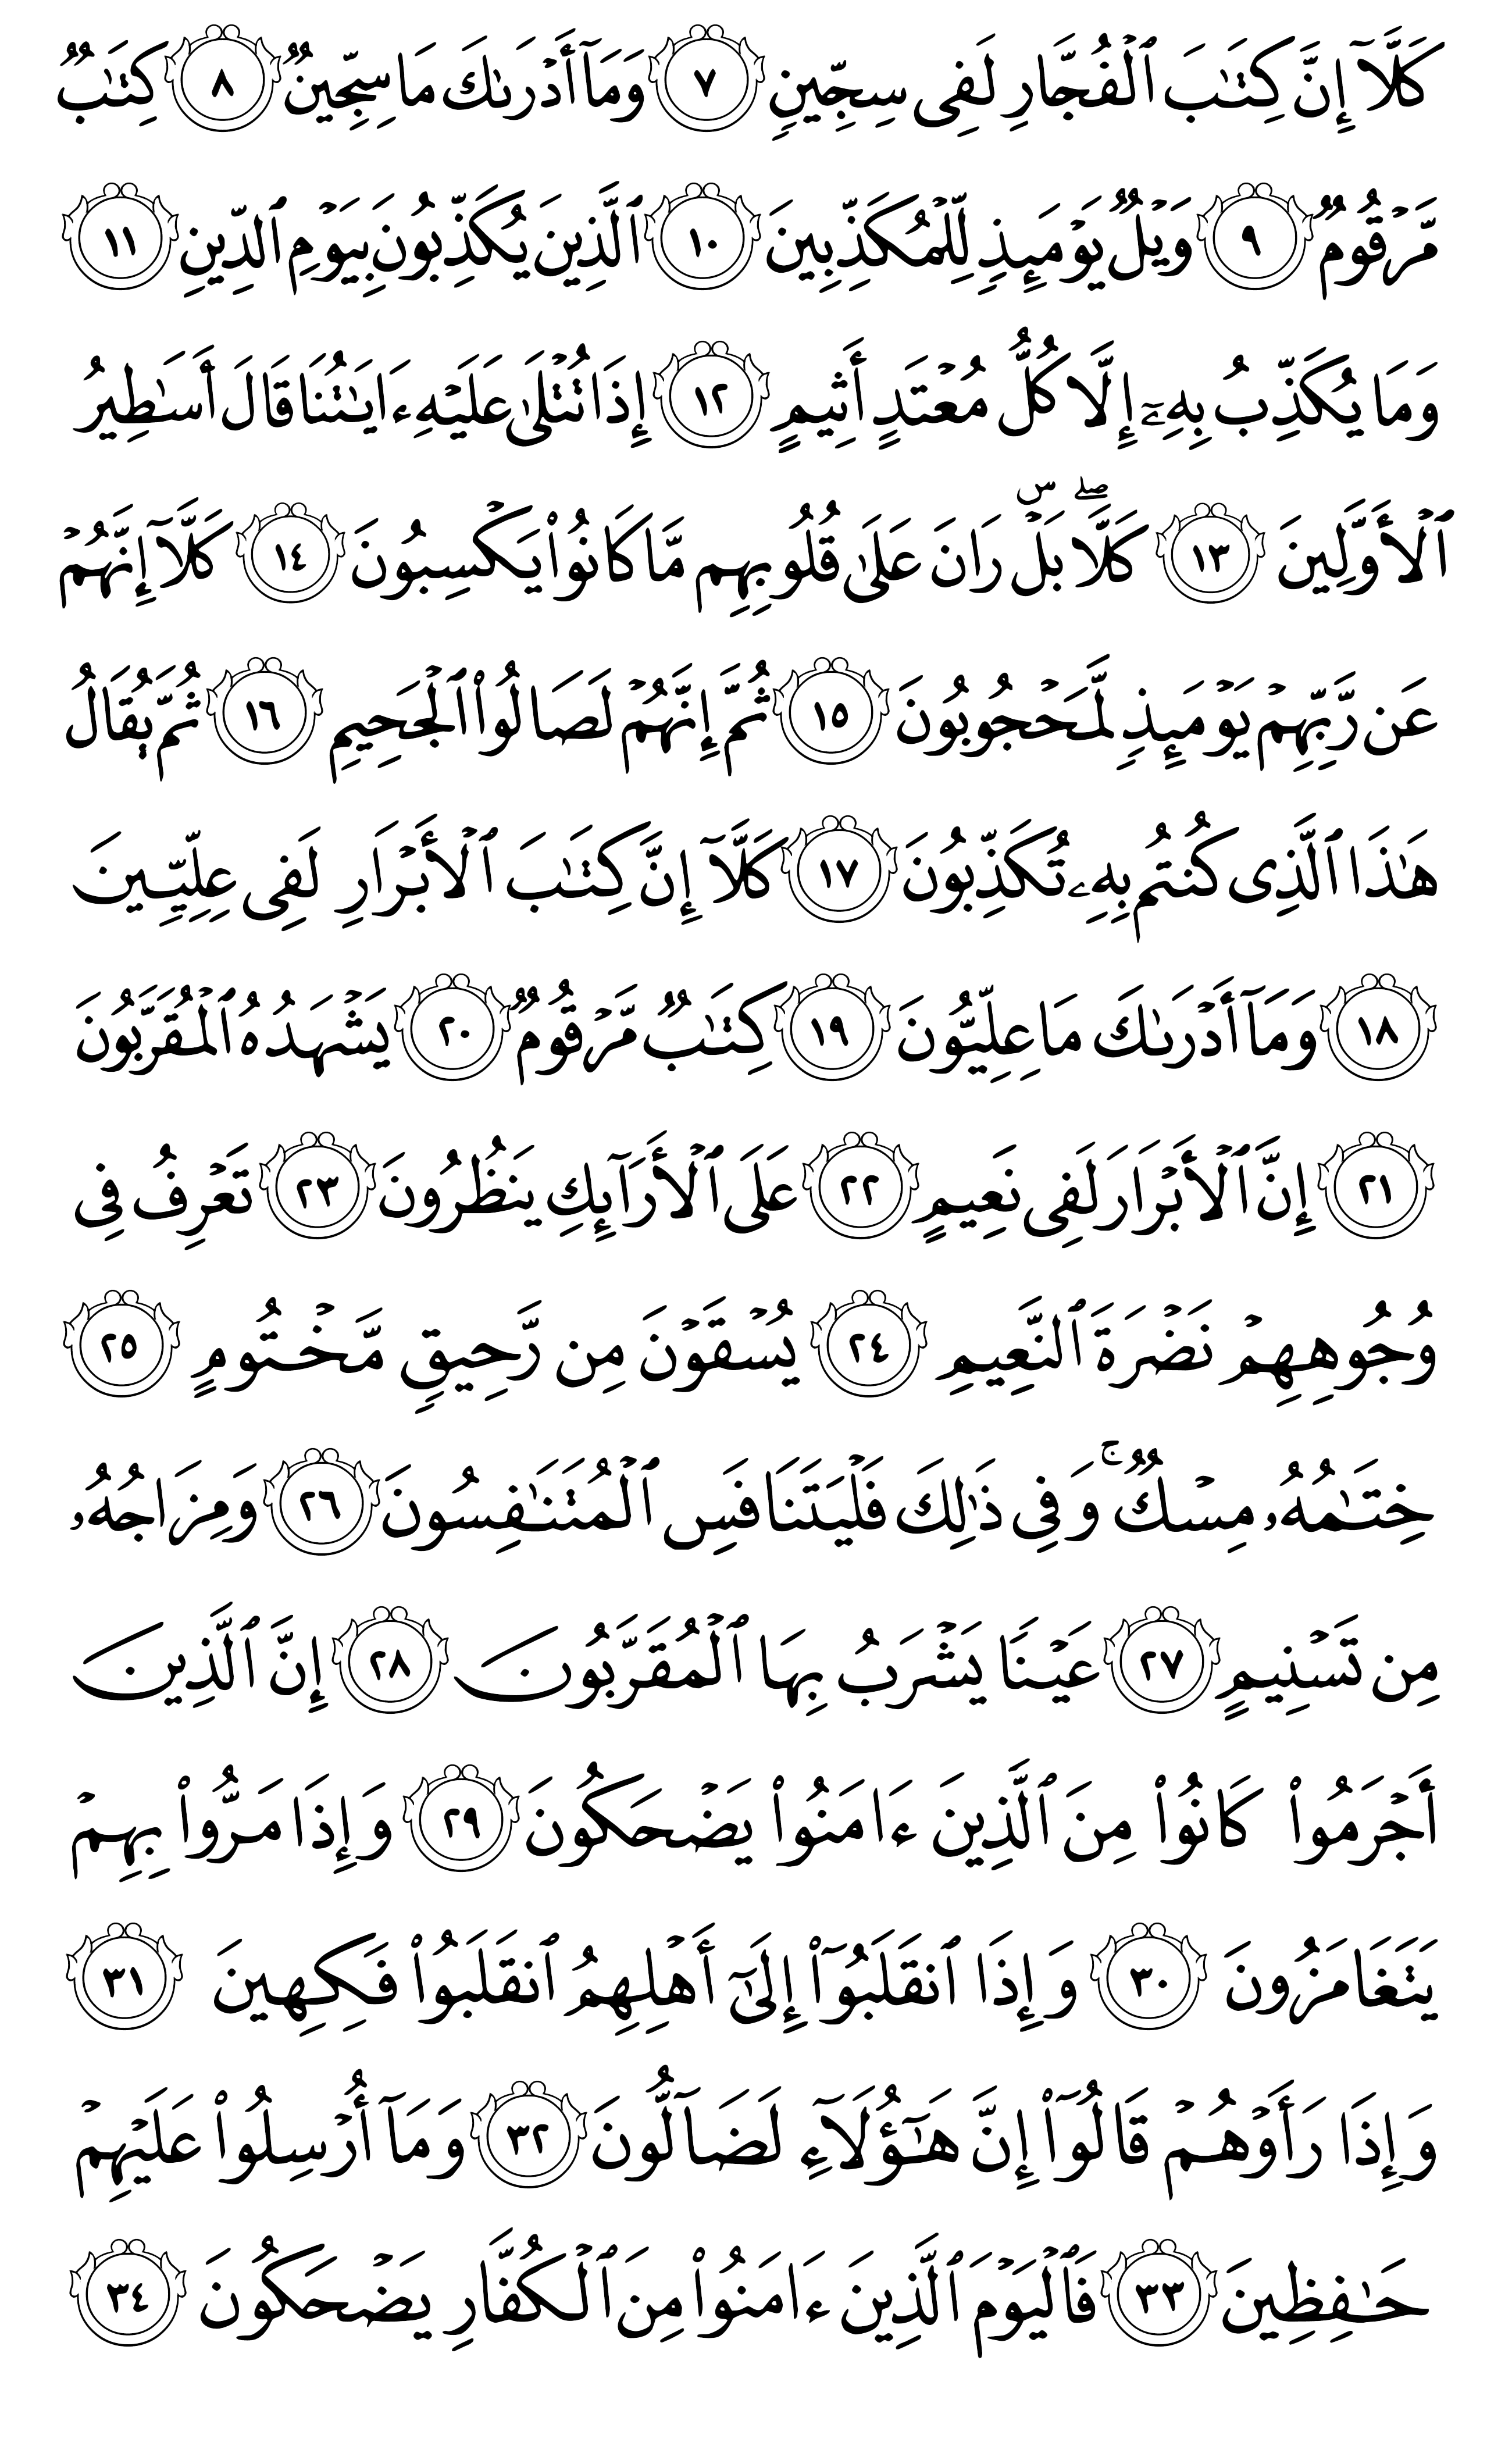 كَلَّآ إِنَّ كِتَٰبَ ٱلْفُجَّارِ لَفِى سِجِّينٍ ٧ وَمَآ أَدْرَىٰكَ مَا سِجِّينٌ ٨ كِتَٰبٌ
مَّرْقُومٌ ٩ وَيْلٌ يَوْمَئِذٍ لِّلْمُكَذِّبِينَ ١٠ ٱلَّذِينَ يُكَذِّبُونَ بِيَوْمِ ٱلدِّينِ ١١
وَمَا يُكَذِّبُ بِهِۦٓ إِلَّا كُلُّ مُعْتَدٍ أَثِيمٍ ١٢ إِذَا تُتْلَىٰ عَلَيْهِ ءَايَٰتُنَا قَالَ أَسَٰطِيرُ
ٱلْأَوَّلِينَ ١٣ كَلَّا ۖ بَلْ ۜ رَانَ عَلَىٰ قُلُوبِهِم مَّا كَانُوا۟ يَكْسِبُونَ ١٤ كَلَّآ إِنَّهُمْ
عَن رَّبِّهِمْ يَوْمَئِذٍ لَّمَحْجُوبُونَ ١٥ ثُمَّ إِنَّهُمْ لَصَالُوا۟ ٱلْجَحِيمِ ١٦ ثُمَّ يُقَالُ
هَٰذَا ٱلَّذِى كُنتُم بِهِۦ تُكَذِّبُونَ ١٧ كَلَّآ إِنَّ كِتَٰبَ ٱلْأَبْرَارِ لَفِى عِلِّيِّينَ
١٨ وَمَآ أَدْرَىٰكَ مَا عِلِّيُّونَ ١٩ كِتَٰبٌ مَّرْقُومٌ ٢٠ يَشْهَدُهُ ٱلْمُقَرَّبُونَ
٢١ إِنَّ ٱلْأَبْرَارَ لَفِى نَعِيمٍ ٢٢ عَلَى ٱلْأَرَآئِكِ يَنظُرُونَ ٢٣ تَعْرِفُ فِى
وُجُوهِهِمْ نَضْرَةَ ٱلنَّعِيمِ ٢٤ يُسْقَوْنَ مِن رَّحِيقٍ مَّخْتُومٍ ٢٥
خِتَٰمُهُۥ مِسْكٌ ۚ وَفِى ذَٰلِكَ فَلْيَتَنَافَسِ ٱلْمُتَنَٰفِسُونَ ٢٦ وَمِزَاجُهُۥ
مِن تَسْنِيمٍ ٢٧ عَيْنًا يَشْرَبُ بِهَا ٱلْمُقَرَّبُونَ ٢٨ إِنَّ ٱلَّذِينَ
أَجْرَمُوا۟ كَانُوا۟ مِنَ ٱلَّذِينَ ءَامَنُوا۟ يَضْحَكُونَ ٢٩ وَإِذَا مَرُّوا۟ بِهِمْ
يَتَغَامَزُونَ ٣٠ وَإِذَا ٱنقَلَبُوٓا۟ إِلَىٰٓ أَهْلِهِمُ ٱنقَلَبُوا۟ فَكِهِينَ ٣١
وَإِذَا رَأَوْهُمْ قَالُوٓا۟ إِنَّ هَٰٓؤُلَآءِ لَضَآلُّونَ ٣٢ وَمَآ أُرْسِلُوا۟ عَلَيْهِمْ
حَٰفِظِينَ ٣٣ فَٱلْيَوْمَ ٱلَّذِينَ ءَامَنُوا۟ مِنَ ٱلْكُفَّارِ يَضْحَكُونَ ٣٤